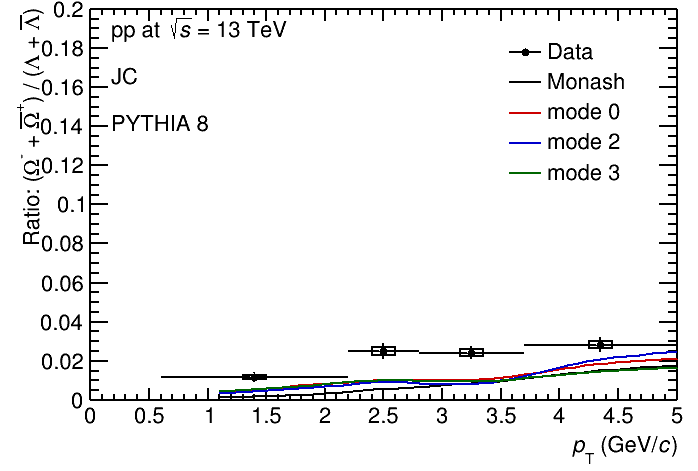 pp at √s = 13 TeV
JC
PYTHIA 8
Data
Monash
mode 0
mode 2
mode 3
Ratio: (Ω⁻ + Ω̅⁺) / (Λ + Λ̅)
0.2
0.18
0.16
0.14
0.12
0.1
0.08
0.06
0.04
0.02
0
0 0.5 1 1.5 2 2.5 3 3.5 4 4.5 5
p_T (GeV/c)